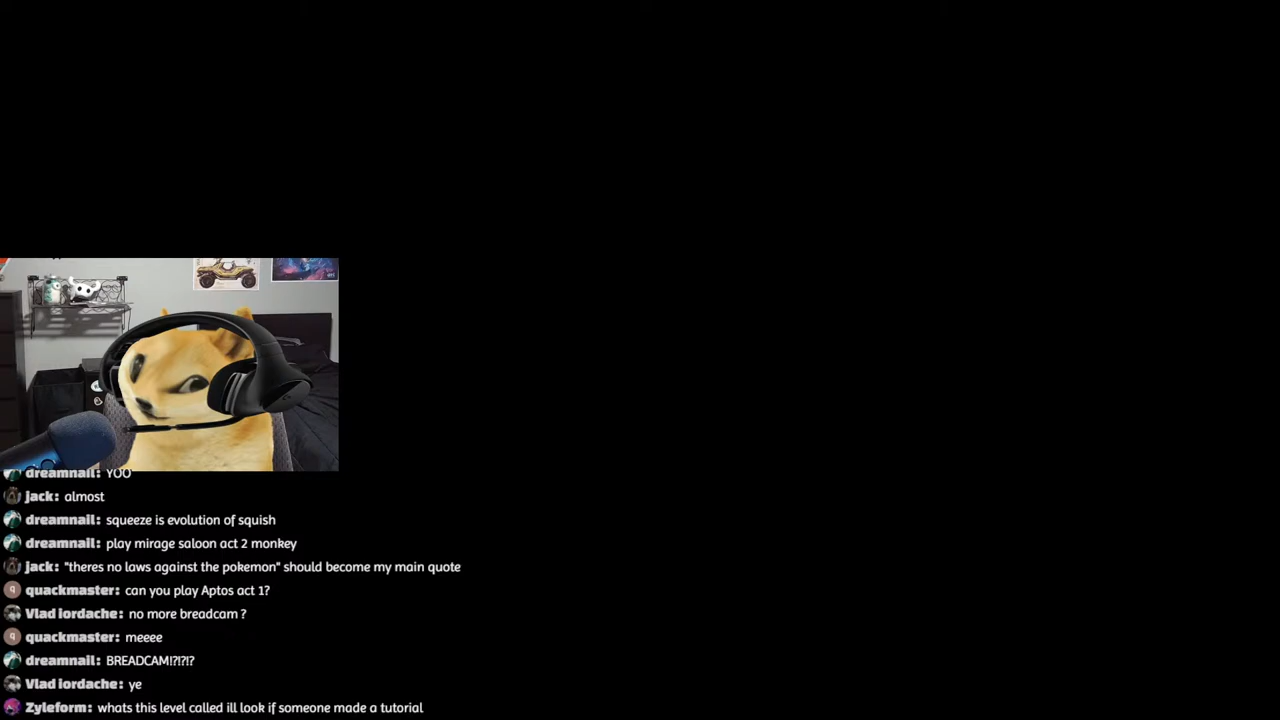 dreamnail: YOO
jack: almost
dreamnail: squeeze is evolution of squish
dreamnail: play mirage saloon act 2 monkey
jack: "theres no laws against the pokemon" should become my main quote
quackmaster: can you play Aptos act 1?
Vlad iordache: no more breadcam ?
quackmaster: meeee
dreamnail: BREADCAM!?!?!?
Vlad iordache: ye
Zyleform: whats this level called ill look if someone made a tutorial